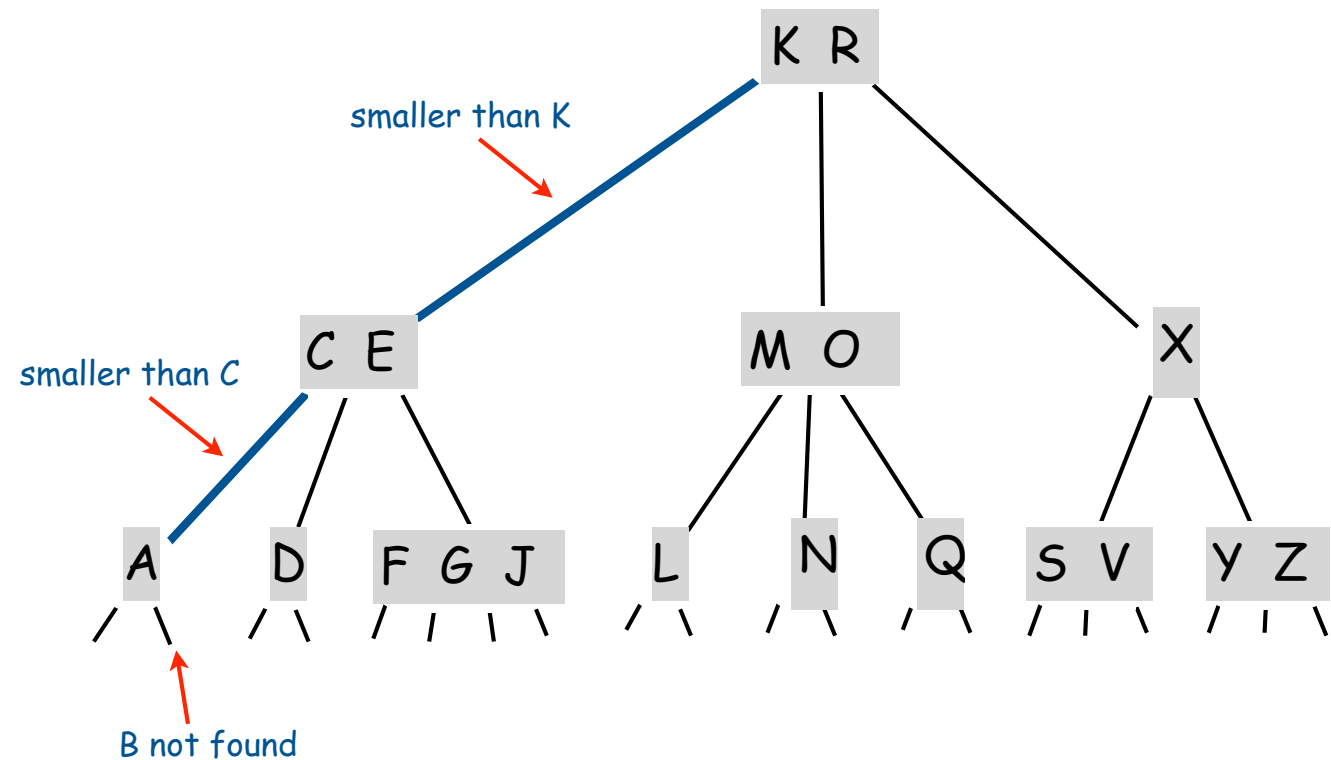 K R
smaller than K
C E
M O
X
smaller than C
A
D
F G J
L
N
Q
S V
Y Z
B not found